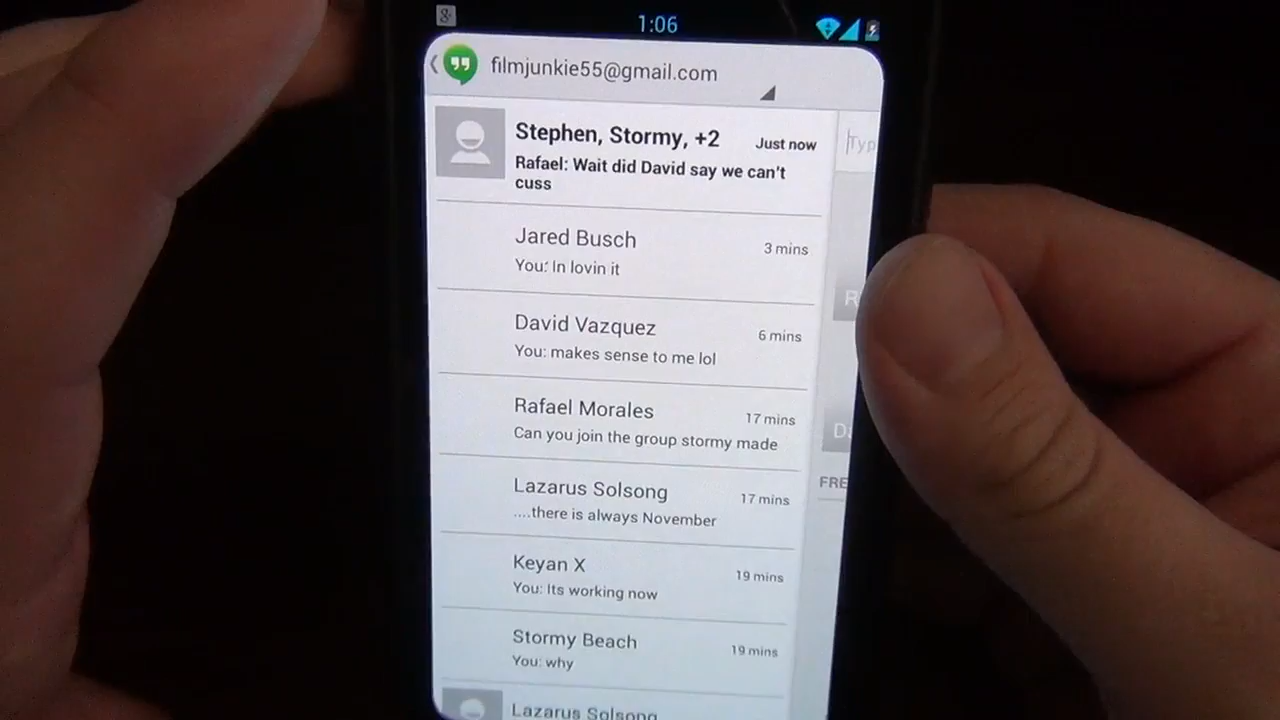 1:06
filmjunkie55@gmail.com
Stephen, Stormy, +2
Just now
Rafael: Wait did David say we can't
cuss
Typ
Jared Busch
3 mins
You: In lovin it
R
David Vazquez
6 mins
You: makes sense to me lol
Rafael Morales
17 mins
Can you join the group stormy made
Da
Lazarus Solsong
17 mins
....there is always November
FRE
Keyan X
19 mins
You: Its working now
Stormy Beach
19 mins
You: why
Lazarus Solsong